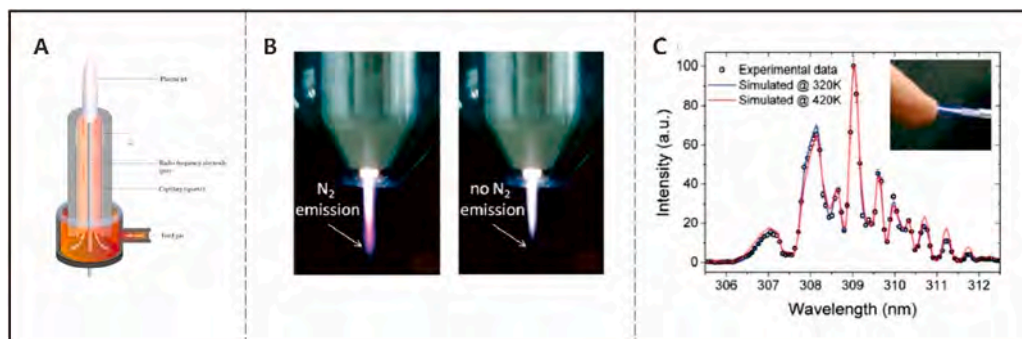 A
Plasma jet
Radio-frequency electrode
Capillary (quartz)
Feed gas
B
N₂
emission
no N₂
emission
C
Experimental data
Simulated @ 320K
Simulated @ 420K
Intensity (a.u.)
100
80
60
40
20
0
306 307 308 309 310 311 312
Wavelength (nm)